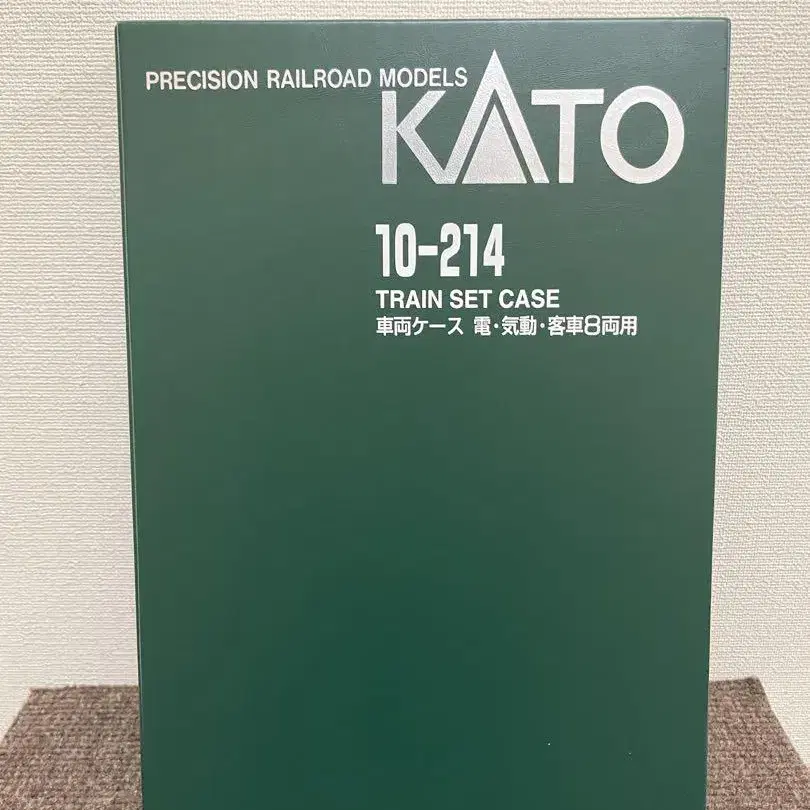 PRECISION RAILROAD MODELS
KATO
10-214
TRAIN SET CASE
車両ケース 電・気動・客車8両用